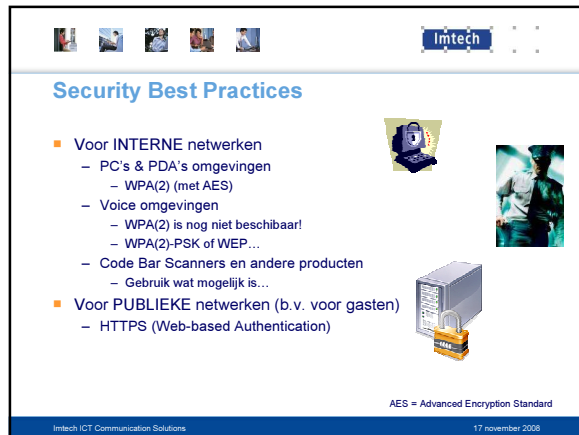 Imtech
Security Best Practices
Voor INTERNE netwerken
– PC's & PDA's omgevingen
– WPA(2) (met AES)
– Voice omgevingen
– WPA(2) is nog niet beschibaar!
– WPA(2)-PSK of WEP…
– Code Bar Scanners en andere producten
– Gebruik wat mogelijk is…
Voor PUBLIEKE netwerken (b.v. voor gasten)
– HTTPS (Web-based Authentication)
AES = Advanced Encryption Standard
Imtech ICT Communication Solutions
17 november 2008